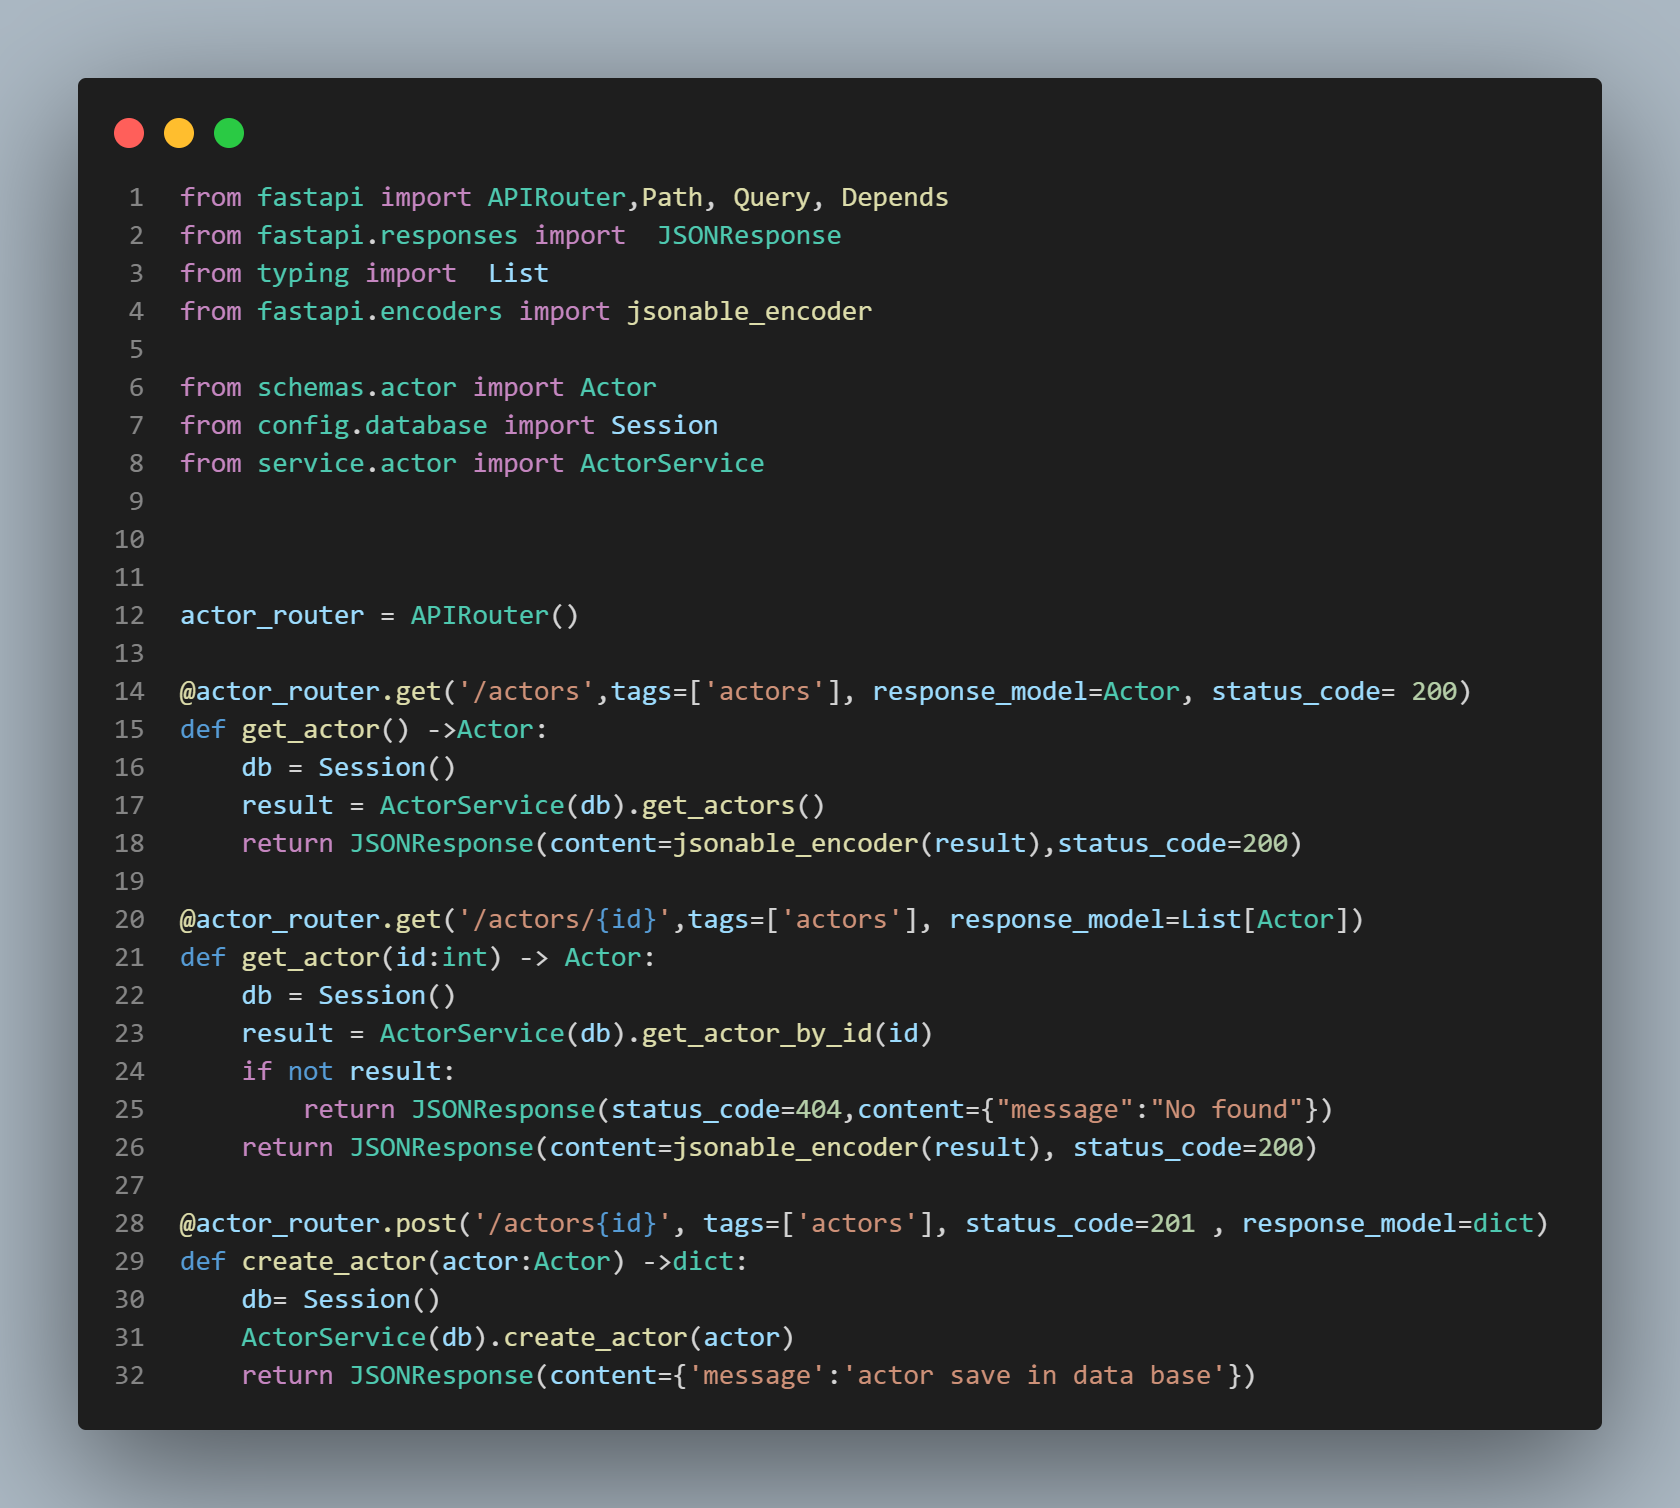 1 from fastapi import APIRouter,Path, Query, Depends
2 from fastapi.responses import  JSONResponse
3 from typing import  List
4 from fastapi.encoders import jsonable_encoder
5
6 from schemas.actor import Actor
7 from config.database import Session
8 from service.actor import ActorService
9
10
11
12 actor_router = APIRouter()
13
14 @actor_router.get('/actors',tags=['actors'], response_model=Actor, status_code= 200)
15 def get_actor() ->Actor:
16     db = Session()
17     result = ActorService(db).get_actors()
18     return JSONResponse(content=jsonable_encoder(result),status_code=200)
19
20 @actor_router.get('/actors/{id}',tags=['actors'], response_model=List[Actor])
21 def get_actor(id:int) -> Actor:
22     db = Session()
23     result = ActorService(db).get_actor_by_id(id)
24     if not result:
25         return JSONResponse(status_code=404,content={"message":"No found"})
26     return JSONResponse(content=jsonable_encoder(result), status_code=200)
27
28 @actor_router.post('/actors{id}', tags=['actors'], status_code=201 , response_model=dict)
29 def create_actor(actor:Actor) ->dict:
30     db= Session()
31     ActorService(db).create_actor(actor)
32     return JSONResponse(content={'message':'actor save in data base'})